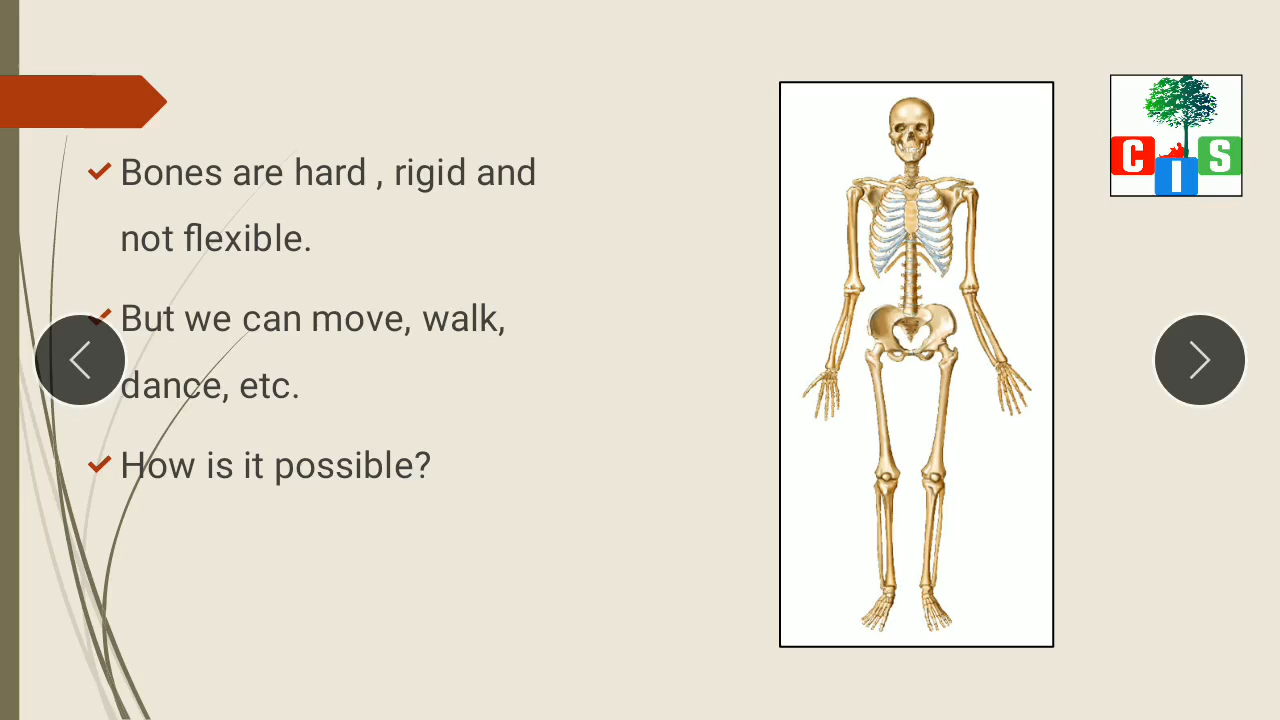 Bones are hard , rigid and
not flexible.
But we can move, walk,
dance, etc.
How is it possible?
C I S